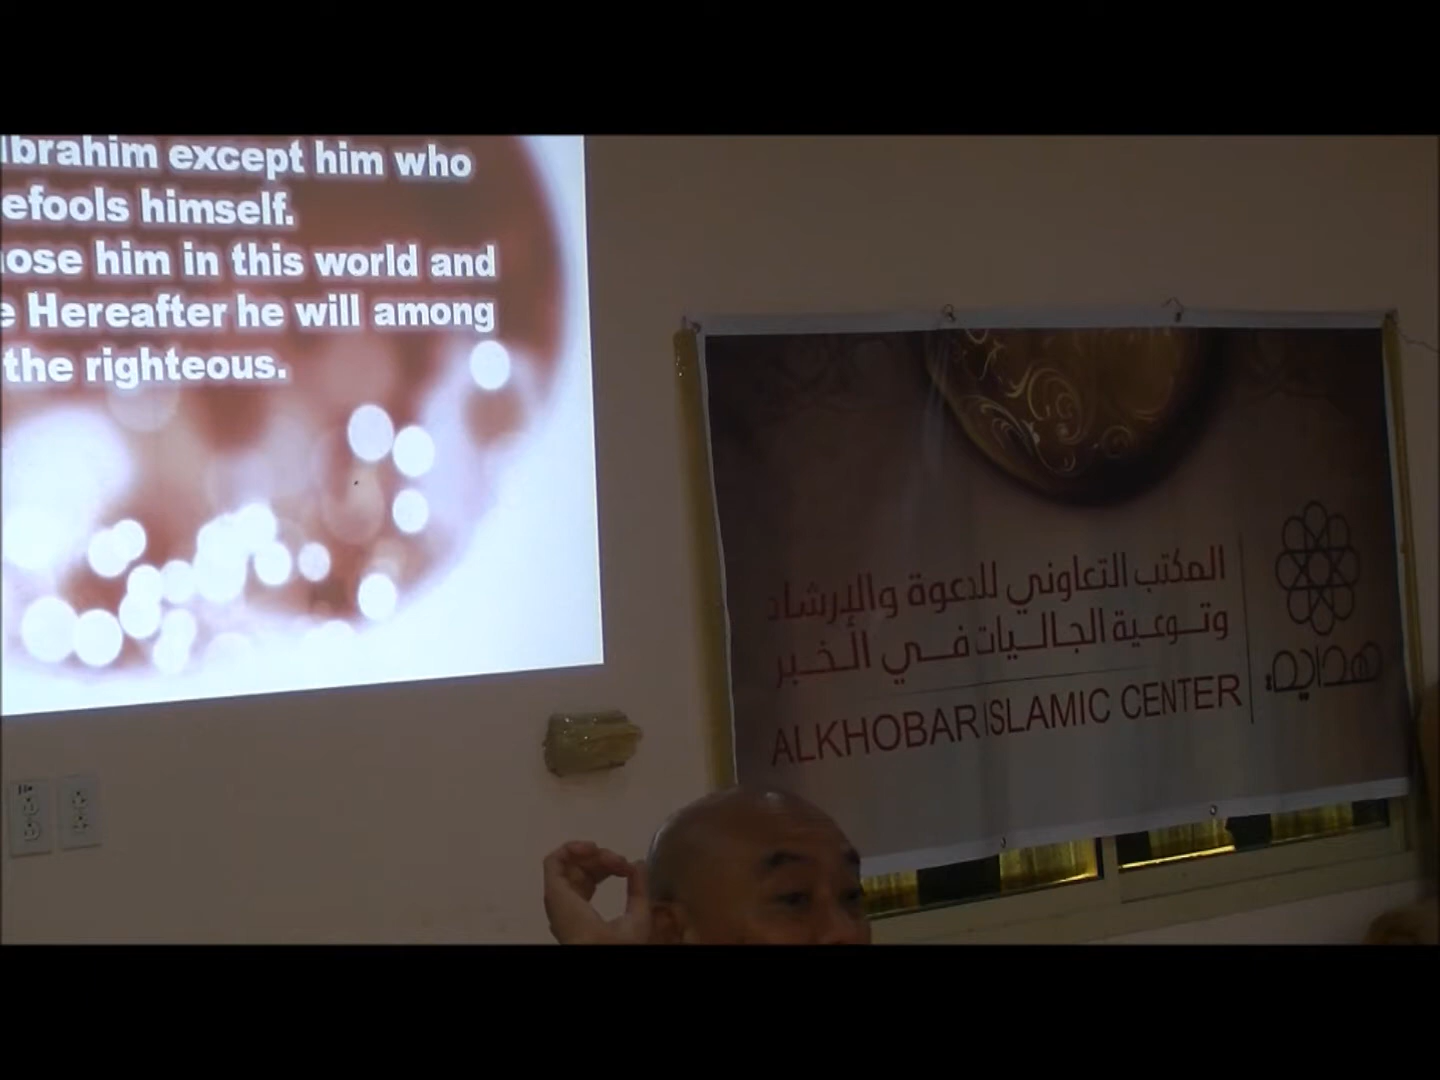 Ibrahim except him who
efools himself.
ose him in this world and
e Hereafter he will among
the righteous.
المكتب التعاوني للدعوة والإرشاد
وتوعية الجاليات في الخبر
ALKHOBAR ISLAMIC CENTER
هداية